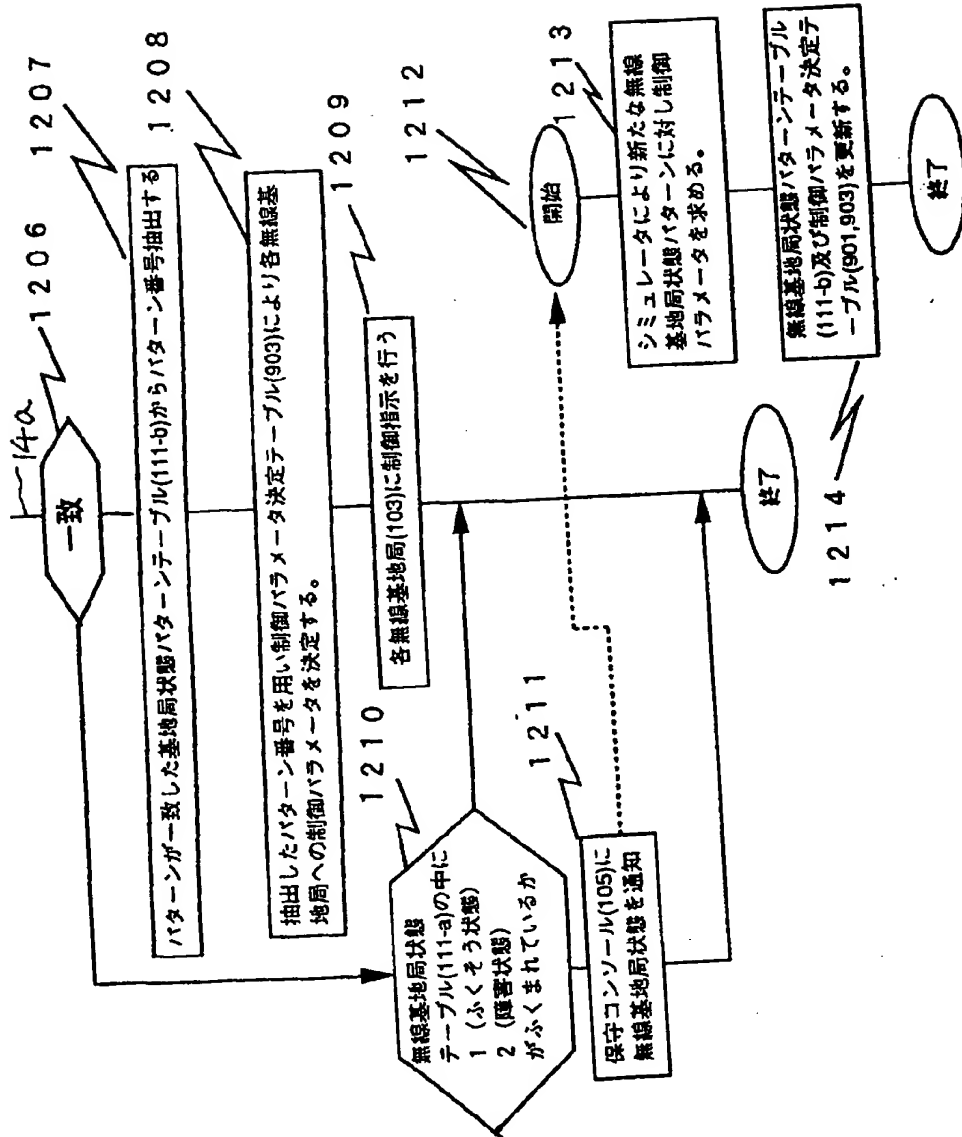 14a
一致
1206
パターンが一致した基地局状態パターンテーブル(111-b)からパターン番号抽出する
1207
抽出したパターン番号を用い制御パラメータ決定テーブル(903)により各無線基
地局への制御パラメータを決定する。
1208
各無線基地局(103)に制御指示を行う
1209
1210
無線基地局状態
テーブル(111-a)の中に
1 (ふくそう状態)
2 (障害状態)
がふくまれているか
1211
保守コンソール(105)に
無線基地局状態を通知
終了
1212
開始
1213
シミュレータにより新たな無線
基地局状態パターンに対し制御
パラメータを求める。
無線基地局状態パターンテーブル
(111-b)及び制御パラメータ決定テ
ーブル(901,903)を更新する。
1214
終了